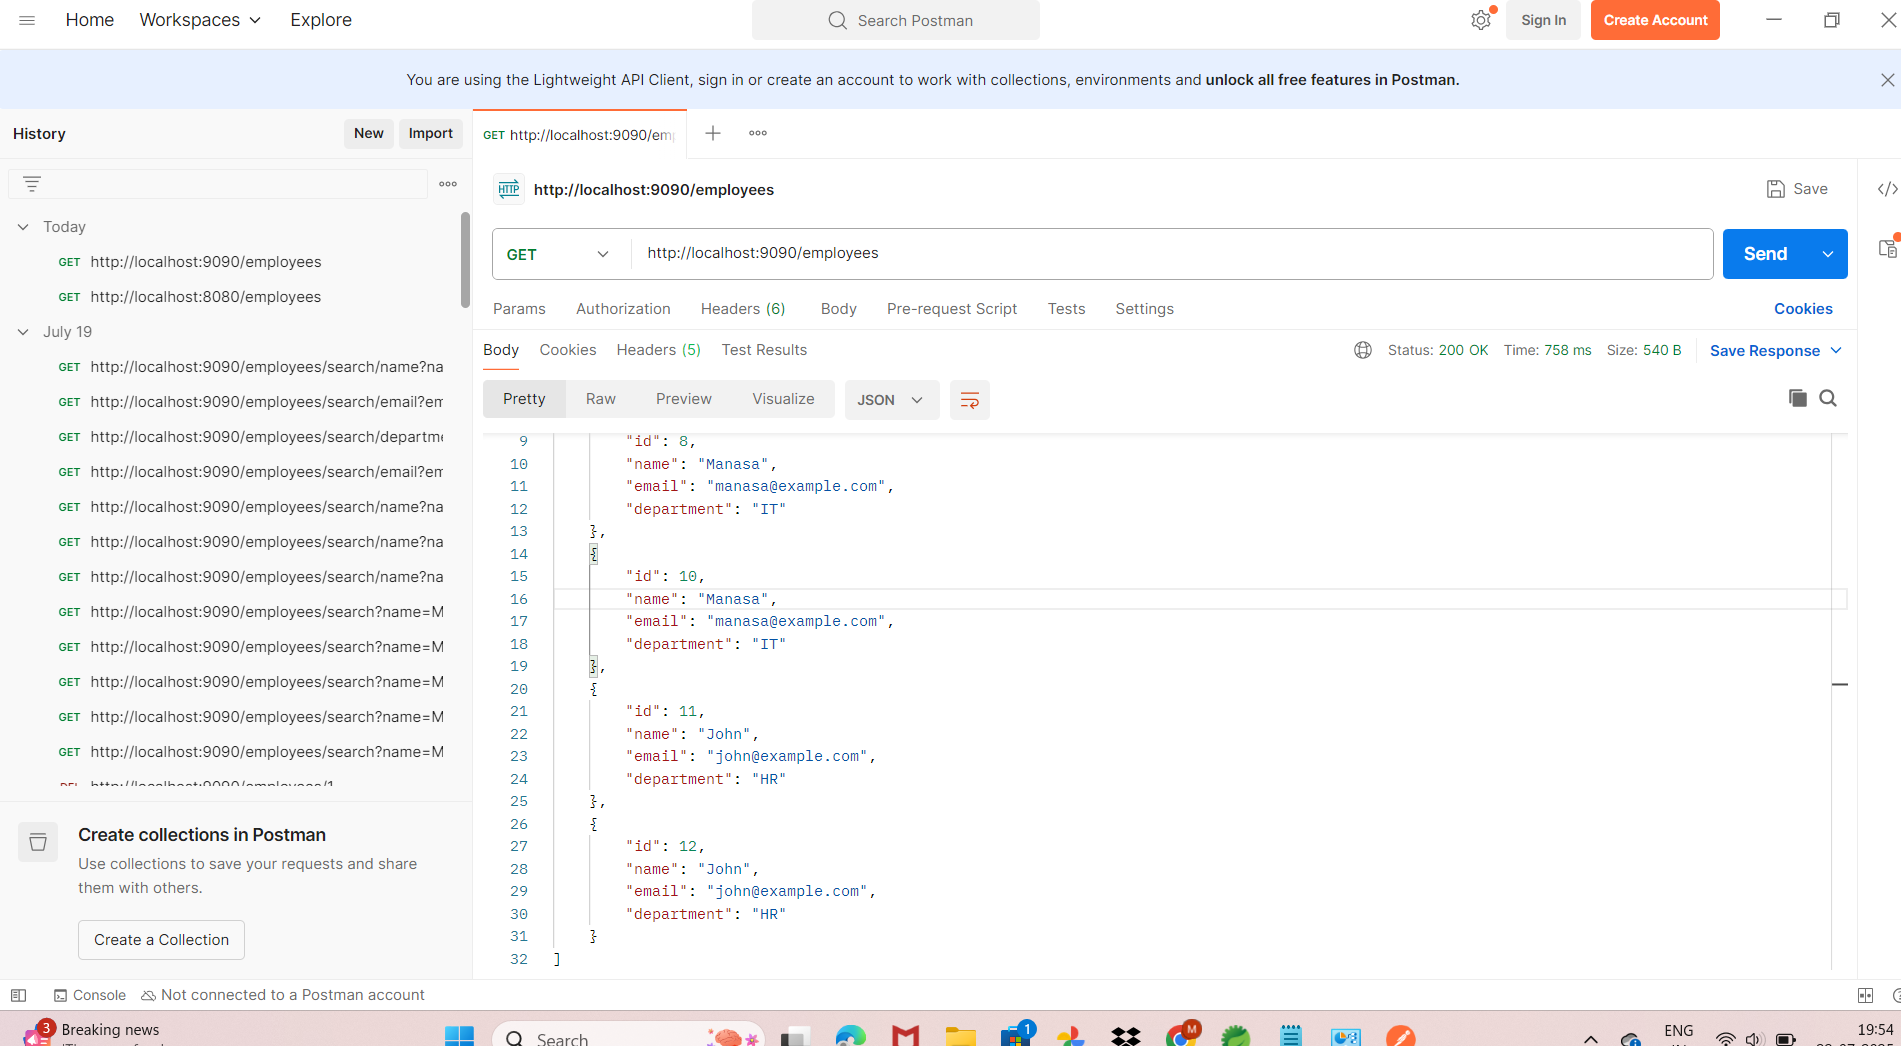 Home Workspaces Explore Search Postman Sign In Create Account
You are using the Lightweight API Client, sign in or create an account to work with collections, environments and unlock all free features in Postman.
History New Import
GET http://localhost:9090/em
Today
GET http://localhost:9090/employees
GET http://localhost:8080/employees
July 19
GET http://localhost:9090/employees/search/name?na
GET http://localhost:9090/employees/search/email?em
GET http://localhost:9090/employees/search/departme
GET http://localhost:9090/employees/search/email?em
GET http://localhost:9090/employees/search/name?na
GET http://localhost:9090/employees/search/name?na
GET http://localhost:9090/employees/search/name?na
GET http://localhost:9090/employees/search?name=M
GET http://localhost:9090/employees/search?name=M
GET http://localhost:9090/employees/search?name=M
GET http://localhost:9090/employees/search?name=M
GET http://localhost:9090/employees/search?name=M
Create collections in Postman
Use collections to save your requests and share
them with others.
Create a Collection
HTTP http://localhost:9090/employees Save
GET http://localhost:9090/employees Send
Params Authorization Headers (6) Body Pre-request Script Tests Settings Cookies
Body Cookies Headers (5) Test Results Status: 200 OK Time: 758 ms Size: 540 B Save Response
Pretty Raw Preview Visualize JSON
9 "id": 8,
10 "name": "Manasa",
11 "email": "manasa@example.com",
12 "department": "IT"
13 },
14 {
15 "id": 10,
16 "name": "Manasa",
17 "email": "manasa@example.com",
18 "department": "IT"
19 },
20 {
21 "id": 11,
22 "name": "John",
23 "email": "john@example.com",
24 "department": "HR"
25 },
26 {
27 "id": 12,
28 "name": "John",
29 "email": "john@example.com",
30 "department": "HR"
31 }
32 ]
Console Not connected to a Postman account
3 Breaking news
Search 1 M ENG 19:54